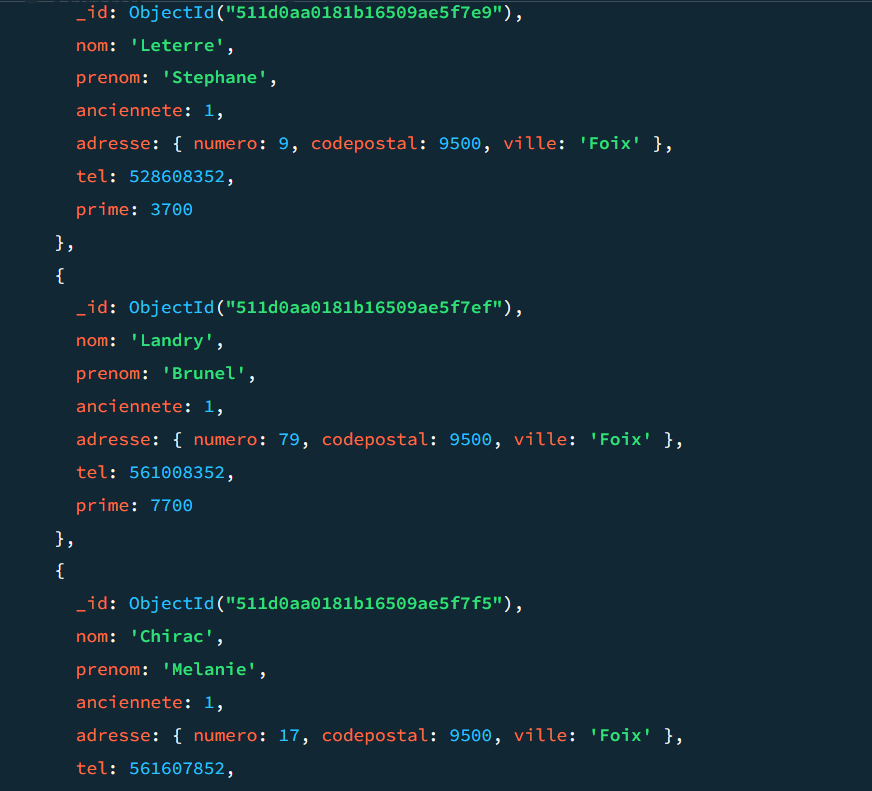 _id: ObjectId("511d0aa0181b16509ae5f7e9"),
nom: 'Leterre',
prenom: 'Stephane',
anciennete: 1,
adresse: { numero: 9, codepostal: 9500, ville: 'Foix' },
tel: 528608352,
prime: 3700
},
{
_id: ObjectId("511d0aa0181b16509ae5f7ef"),
nom: 'Landry',
prenom: 'Brunel',
anciennete: 1,
adresse: { numero: 79, codepostal: 9500, ville: 'Foix' },
tel: 561008352,
prime: 7700
},
{
_id: ObjectId("511d0aa0181b16509ae5f7f5"),
nom: 'Chirac',
prenom: 'Melanie',
anciennete: 1,
adresse: { numero: 17, codepostal: 9500, ville: 'Foix' },
tel: 561607852,